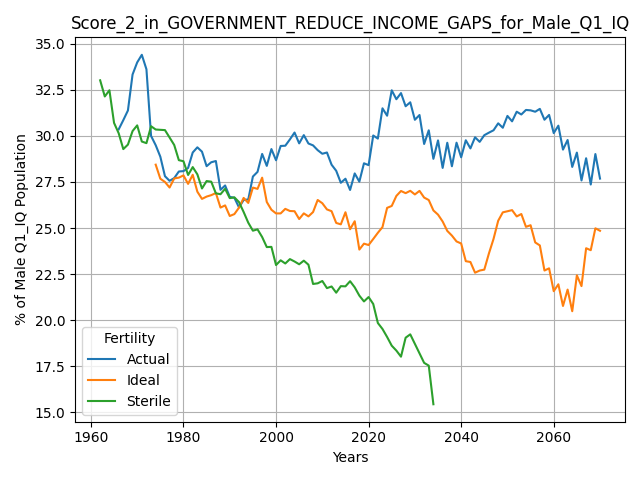 Score_2_in_GOVERNMENT_REDUCE_INCOME_GAPS_for_Male_Q1_IQ
35.0
32.5
30.0
27.5
25.0
22.5
20.0
17.5
15.0
% of Male Q1_IQ Population
Fertility
Actual
Ideal
Sterile
1960 1980 2000 2020 2040 2060
Years